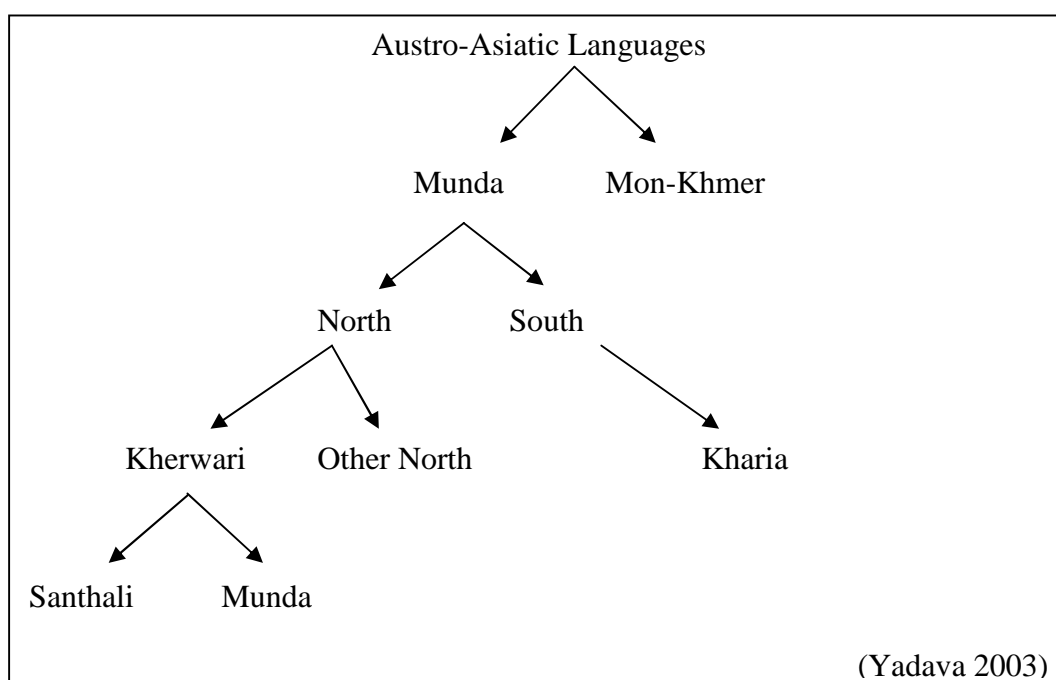 Austro-Asiatic Languages
Munda Mon-Khmer
North South
Kherwari Other North Kharia
Santhali Munda
(Yadava 2003)